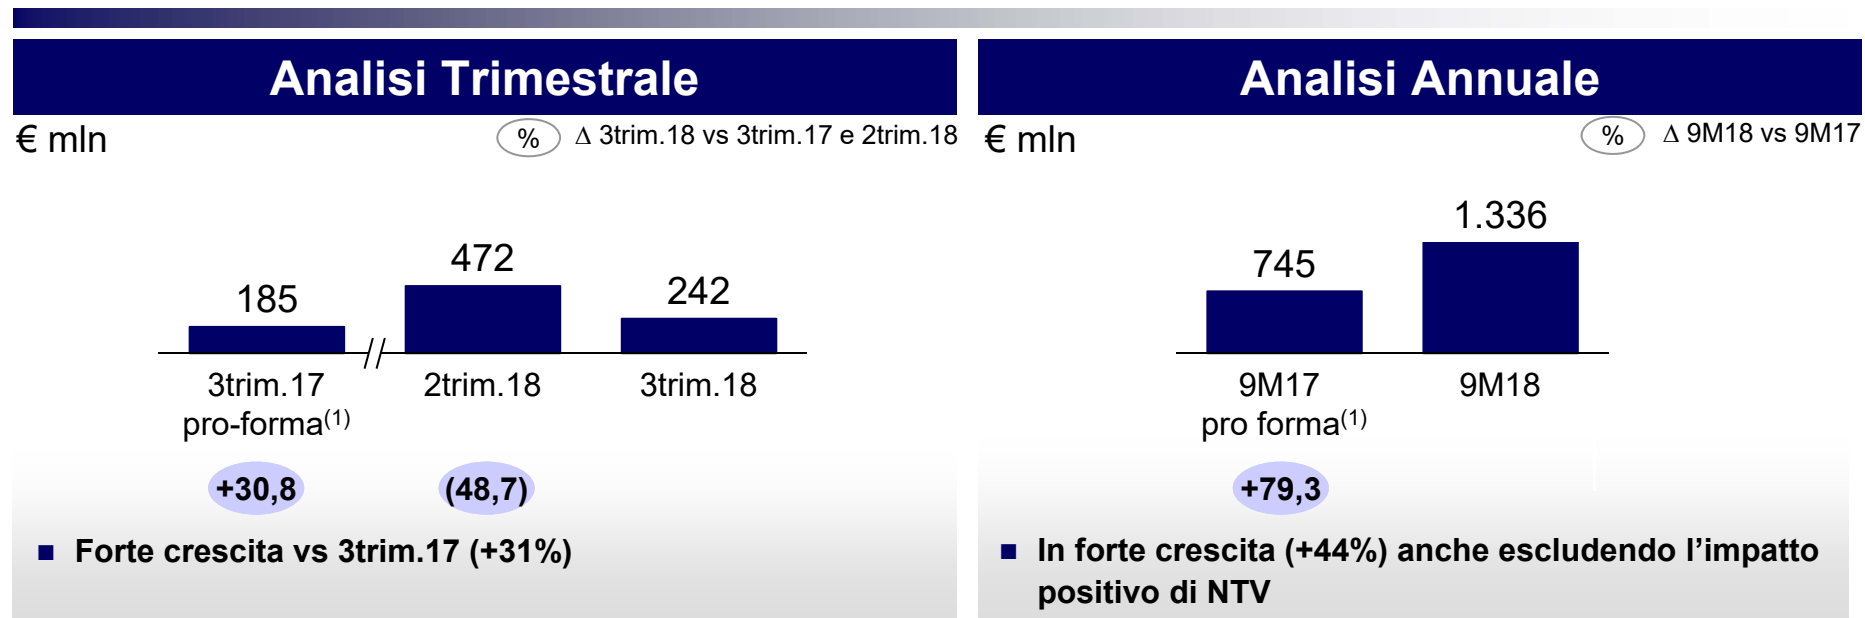 Analisi Trimestrale
€ mln
% Δ 3trim.18 vs 3trim.17 e 2trim.18
185
472
242
3trim.17
pro-forma(1)
2trim.18
3trim.18
+30,8
(48,7)
■ Forte crescita vs 3trim.17 (+31%)
Analisi Annuale
€ mln
% Δ 9M18 vs 9M17
745
1.336
9M17
pro forma(1)
9M18
+79,3
■ In forte crescita (+44%) anche escludendo l’impatto
positivo di NTV